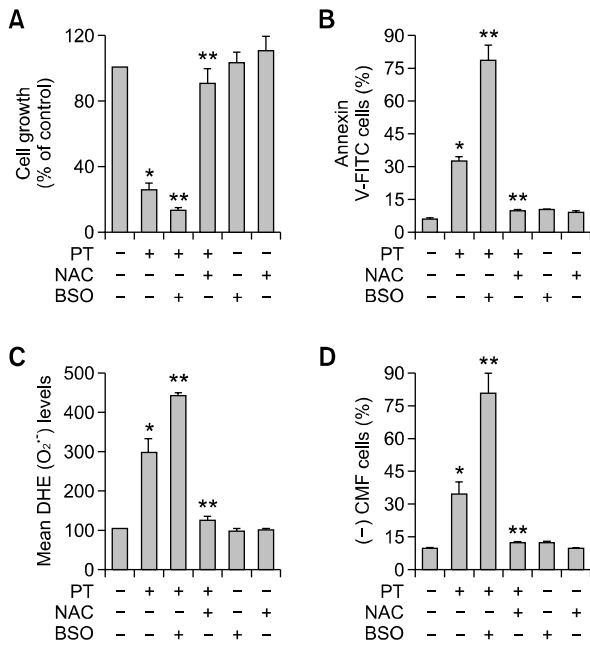 A
120
80
40
0
Cell growth
(% of control)
* ** **
PT − + + + − −
NAC − − − + − +
BSO − − + − + −
B
90
75
60
45
30
15
0
Annexin
V-FITC cells (%)
* ** **
PT − + + + − −
NAC − − − + − +
BSO − − + − + −
C
500
400
300
200
100
0
Mean DHE (O₂•⁻) levels
* ** **
PT − + + + − −
NAC − − − + − +
BSO − − + − + −
D
90
75
60
45
30
15
0
(−) CMF cells (%)
* ** **
PT − + + + − −
NAC − − − + − +
BSO − − + − + −